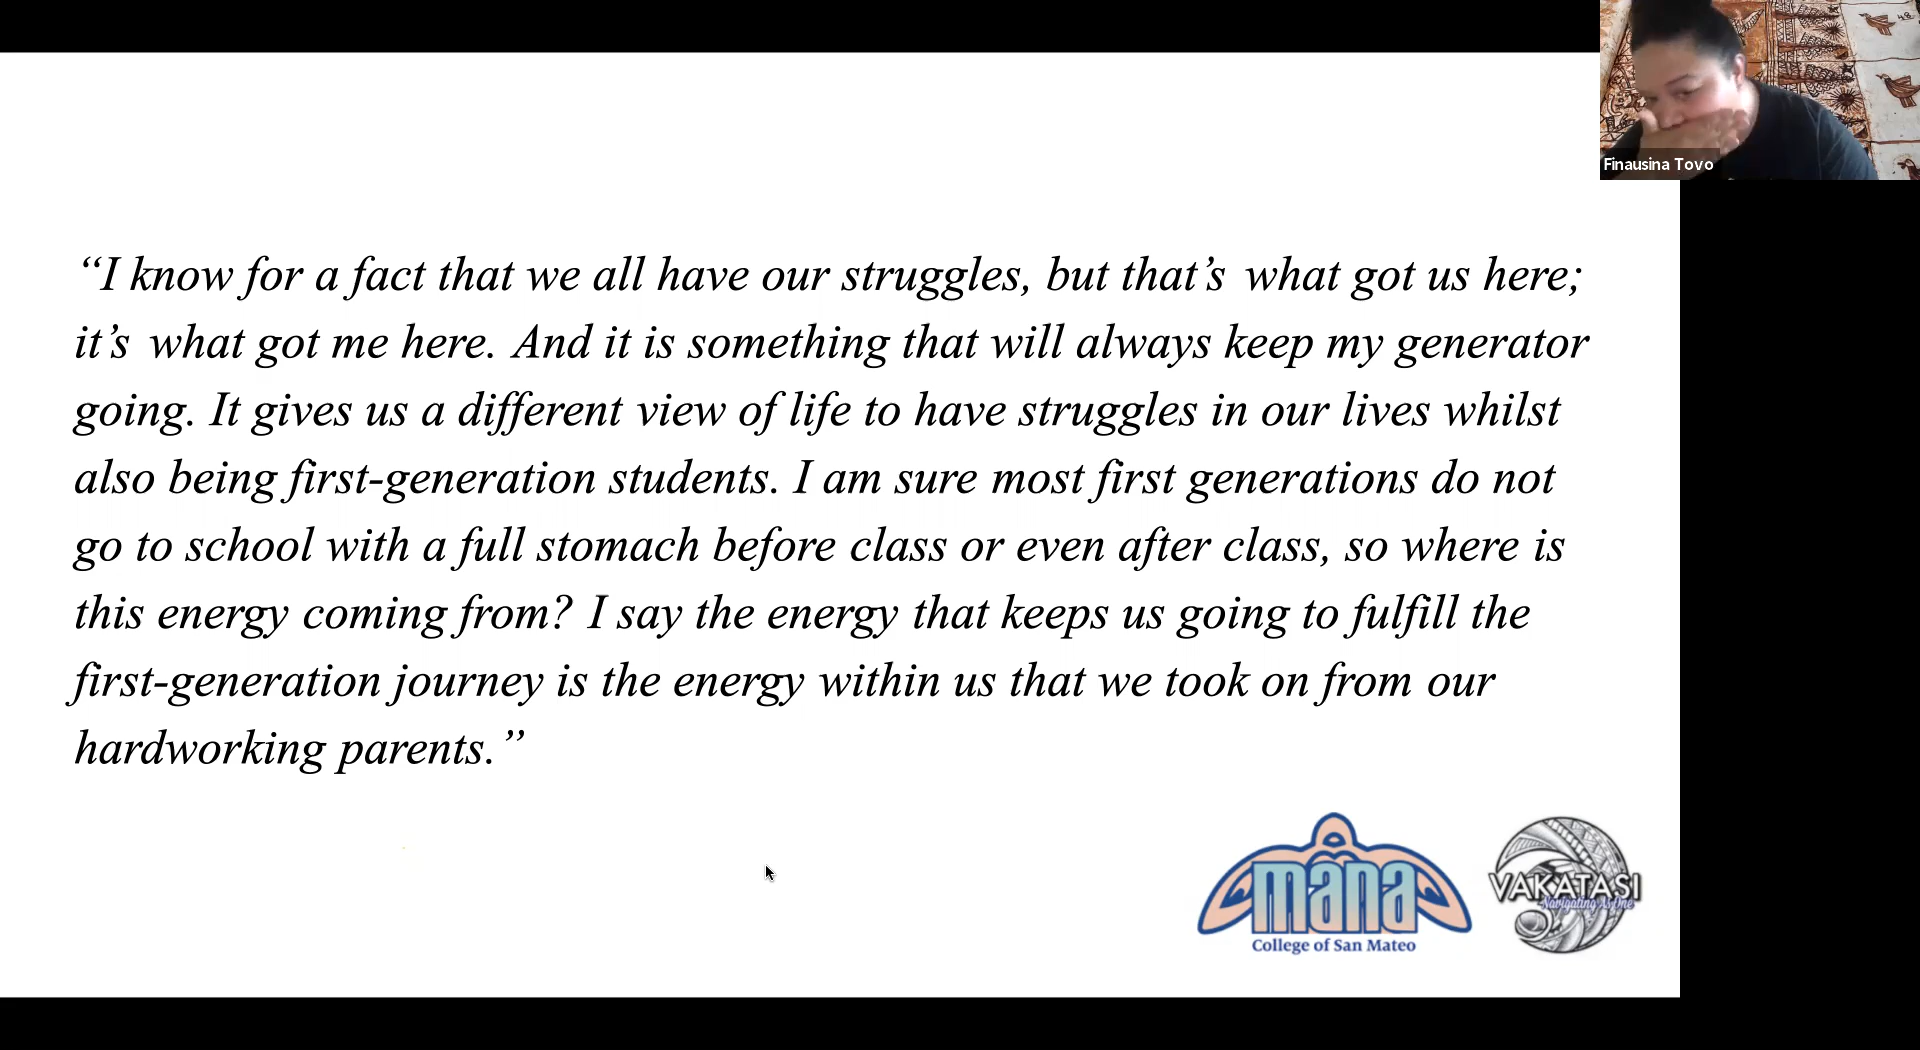 Finausina Tovo
“I know for a fact that we all have our struggles, but that’s what got us here;
it’s what got me here. And it is something that will always keep my generator
going. It gives us a different view of life to have struggles in our lives whilst
also being first-generation students. I am sure most first generations do not
go to school with a full stomach before class or even after class, so where is
this energy coming from? I say the energy that keeps us going to fulfill the
first-generation journey is the energy within us that we took on from our
hardworking parents.”
mana
College of San Mateo
VAKATASI
Navigating As One